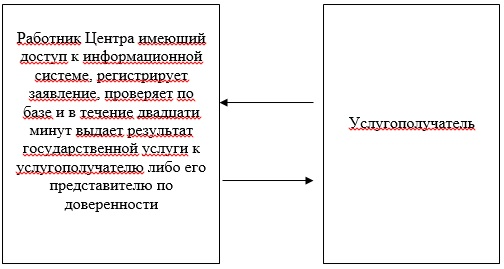 Работник Центра имеющий
доступ к информационной
системе, регистрирует
заявление, проверяет по
базе и в течение двадцати
минут выдает результат
государственной услуги к
услугополучателю либо его
представителю по
доверенности
Услугополучатель